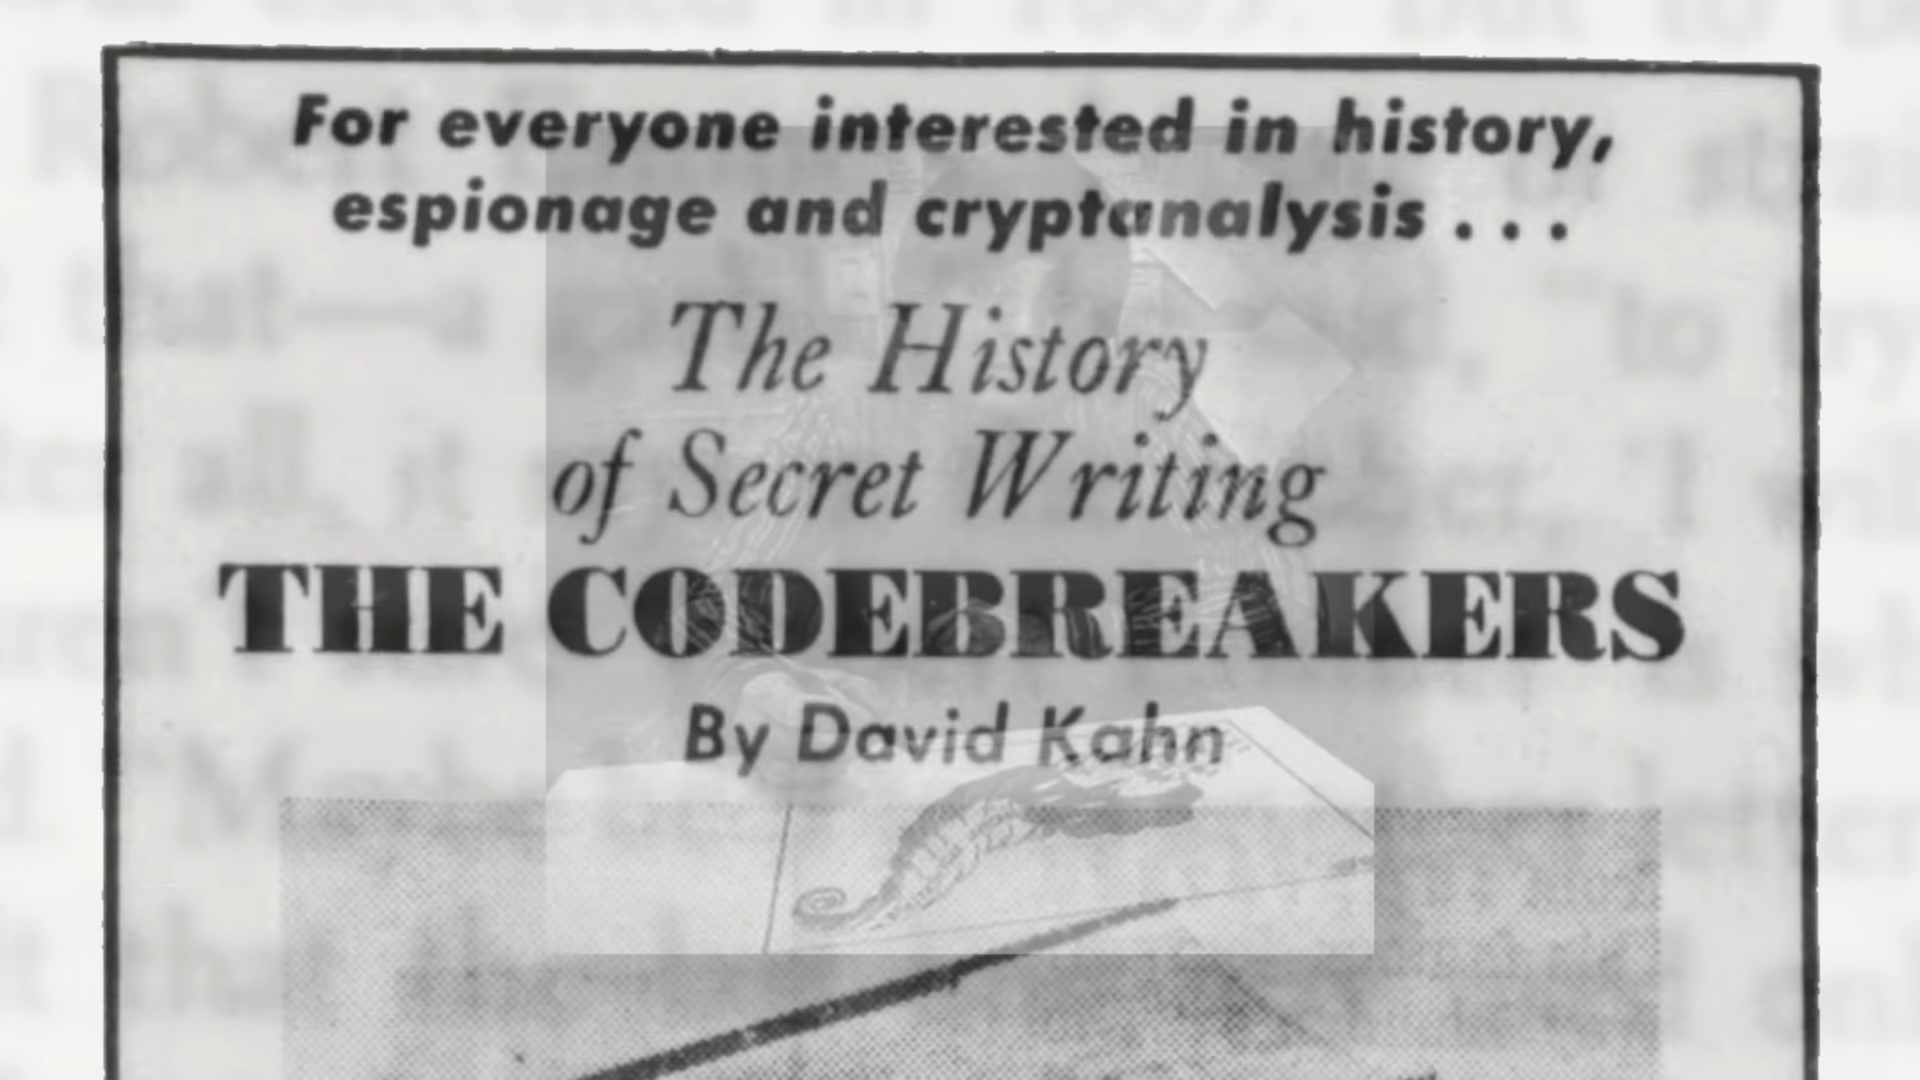 For everyone interested in history,
espionage and cryptanalysis . . .
The History
of Secret Writing
THE CODEBREAKERS
By David Kahn